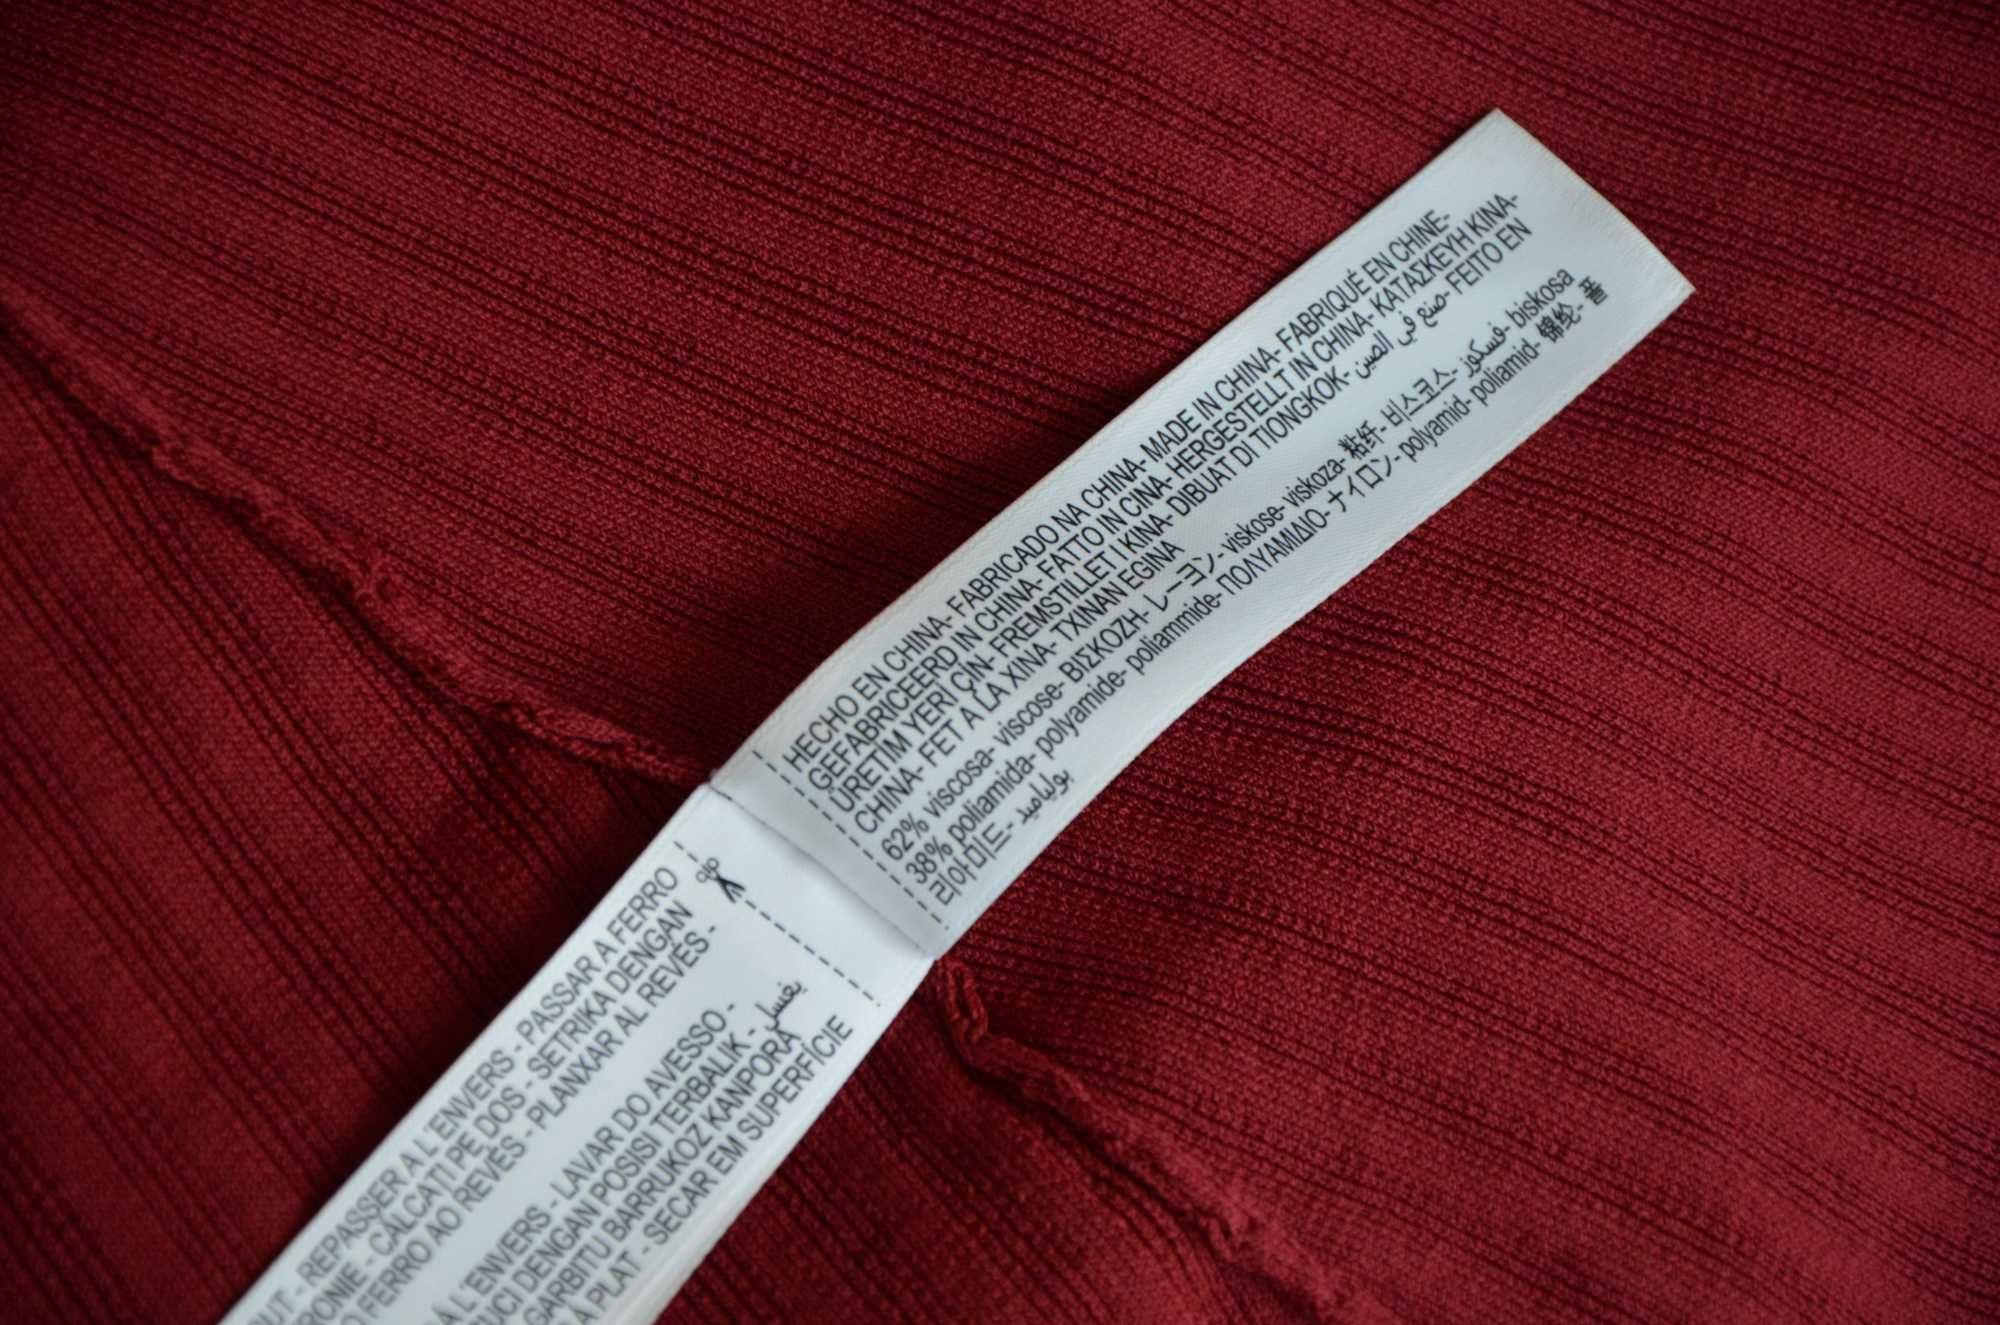 HECHO EN CHINA- FABRICADO NA CHINA- MADE IN CHINA- FABRIQUÉ EN CHINE-
GEFABRICEERD IN CHINA- FATTO IN CINA- HERGESTELLT IN CHINA- ΚΑΤΑΣΚΕΥΗ ΚΙΝΑ-
ÜRETİM YERİ ÇİN- FREMSTILLET I KINA- DIBUAT DI TIONGKOK- صنع في الصين- FEITO EN
CHINA- FET A LA XINA- TXINAN EGINA
62% viscosa- viscose- ΒΙΣΚΟΖΗ- レーヨン- viskose- viskoza- 粘纤- 비스코스- فسكوز- biskosa
38% poliamida- polyamide- poliammide- ΠΟΛΥΑΜΙΔΙΟ- ナイロン- polyamid- poliamid- 锦纶- 폴
리아미드- بولياميد
clip
- REPASSER A L'ENVERS - PASSAR A FERRO
- CĂLCAȚI PE DOS - SETRIKA DENGAN
FERRO AO REVÉS - PLANXAR AL REVÉS -
À L'ENVERS - LAVAR DO AVESSO -
DENGAN POSISI TERBALIK - يغسل
GARBITU BARRUKOZ KANPORA
À PLAT - SECAR EM SUPERFÍCIE